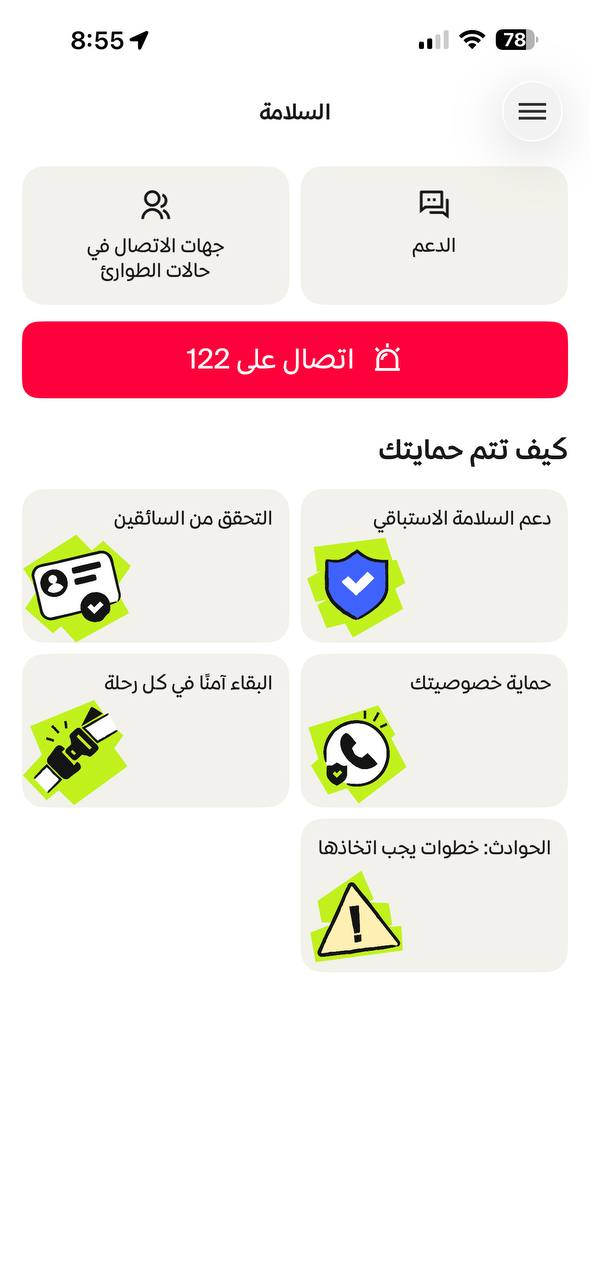 8:55
78
السلامة
الدعم
جهات الاتصال في
حالات الطوارئ
اتصال على 122
كيف تتم حمايتك
دعم السلامة الاستباقي
التحقق من السائقين
حماية خصوصيتك
البقاء آمنًا في كل رحلة
الحوادث: خطوات يجب اتخاذها